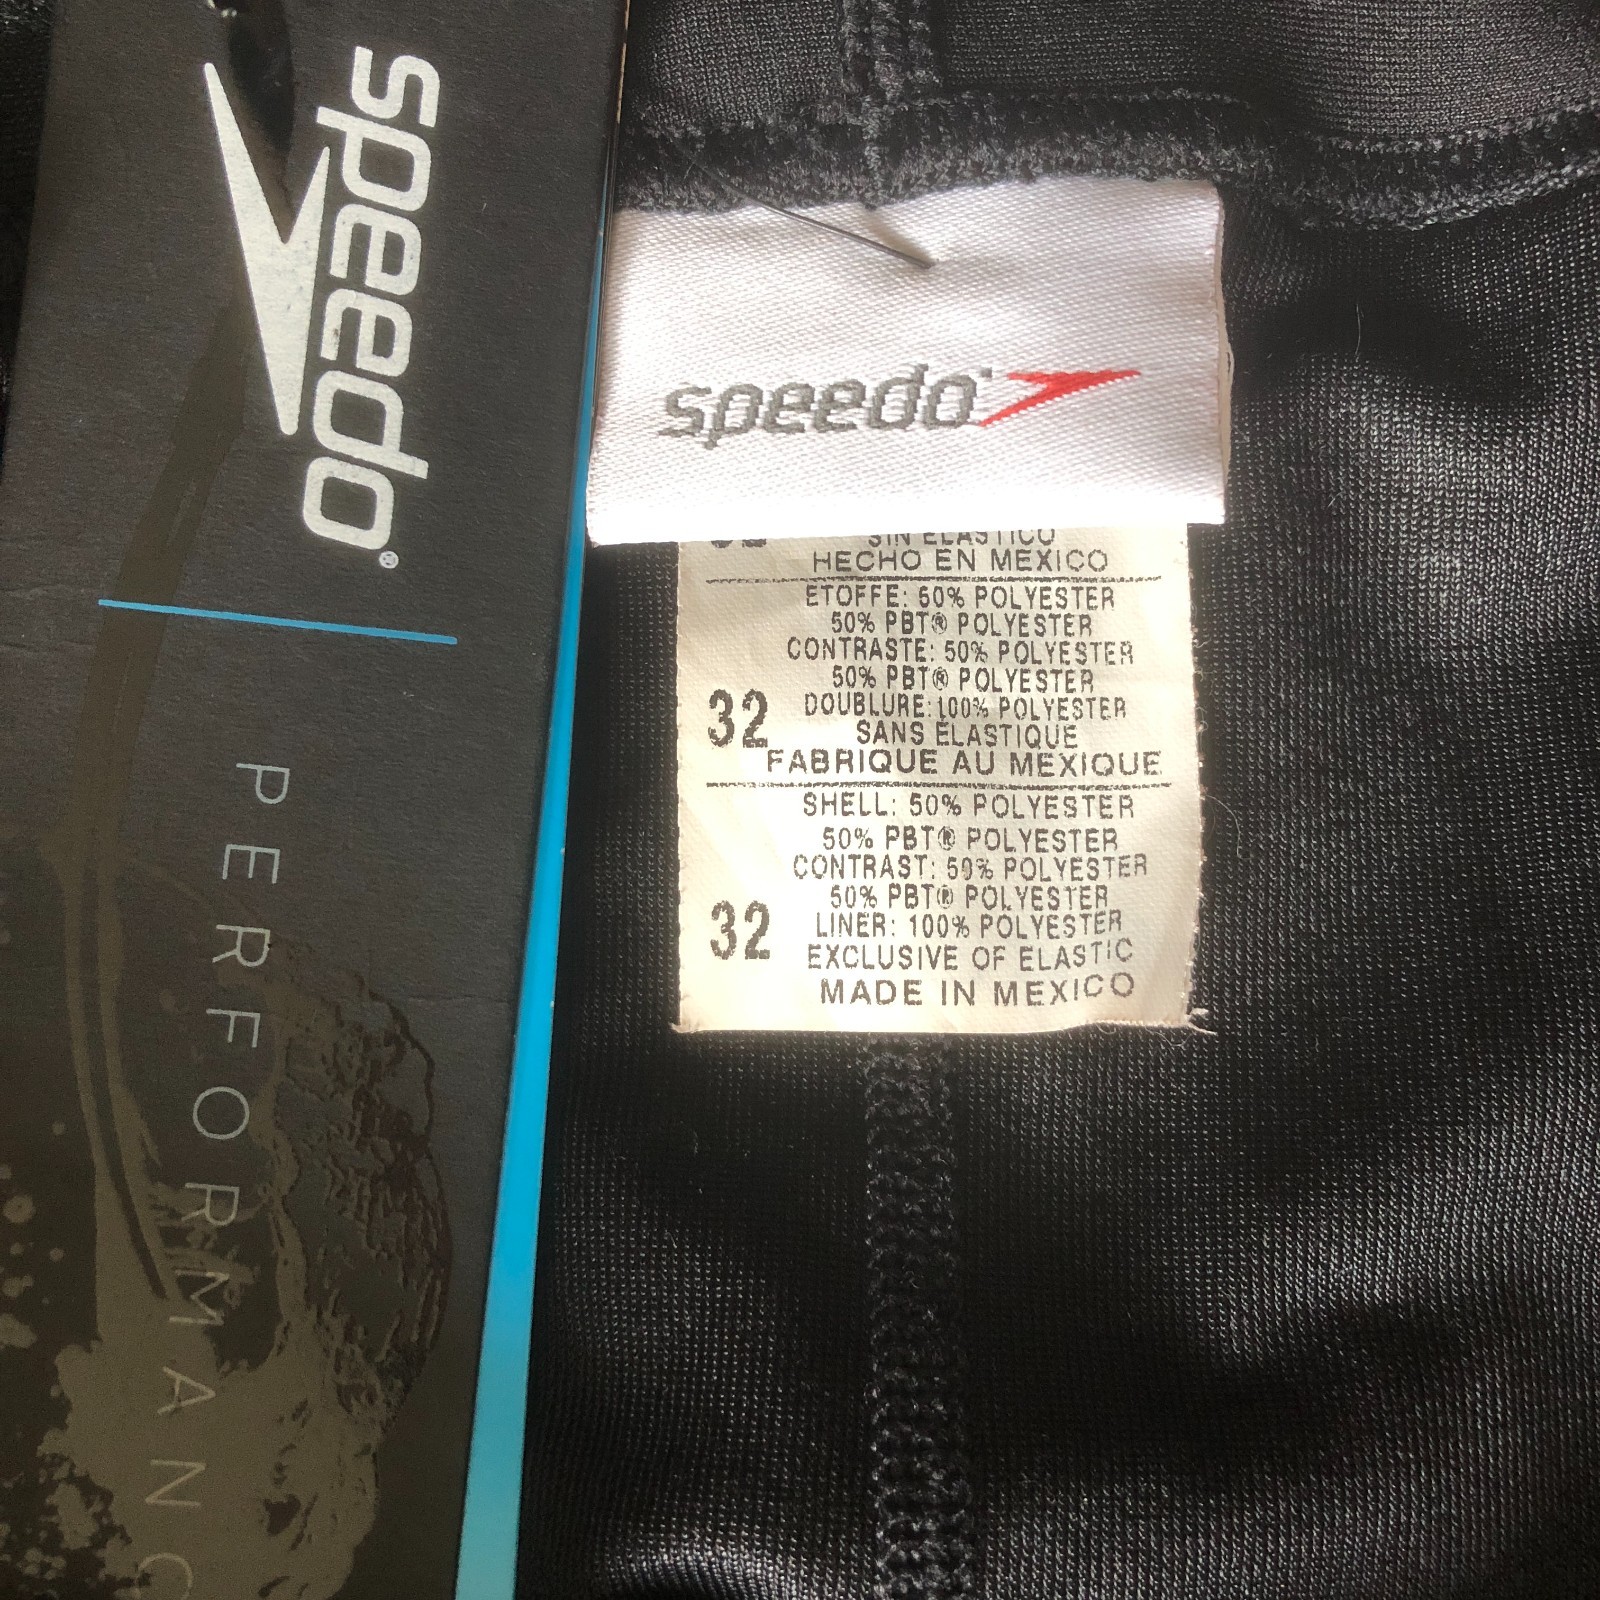 speedo®
PERFORMANC
speedo
SIN ELASTICO
HECHO EN MEXICO
ETOFFE: 50% POLYESTER
50% PBT® POLYESTER
CONTRASTE: 50% POLYESTER
50% PBT® POLYESTER
32 DOUBLURE: 100% POLYESTER
SANS ÉLASTIQUE
FABRIQUE AU MEXIQUE
SHELL: 50% POLYESTER
50% PBT® POLYESTER
CONTRAST: 50% POLYESTER
50% PBT® POLYESTER
32 LINER: 100% POLYESTER
EXCLUSIVE OF ELASTIC
MADE IN MEXICO